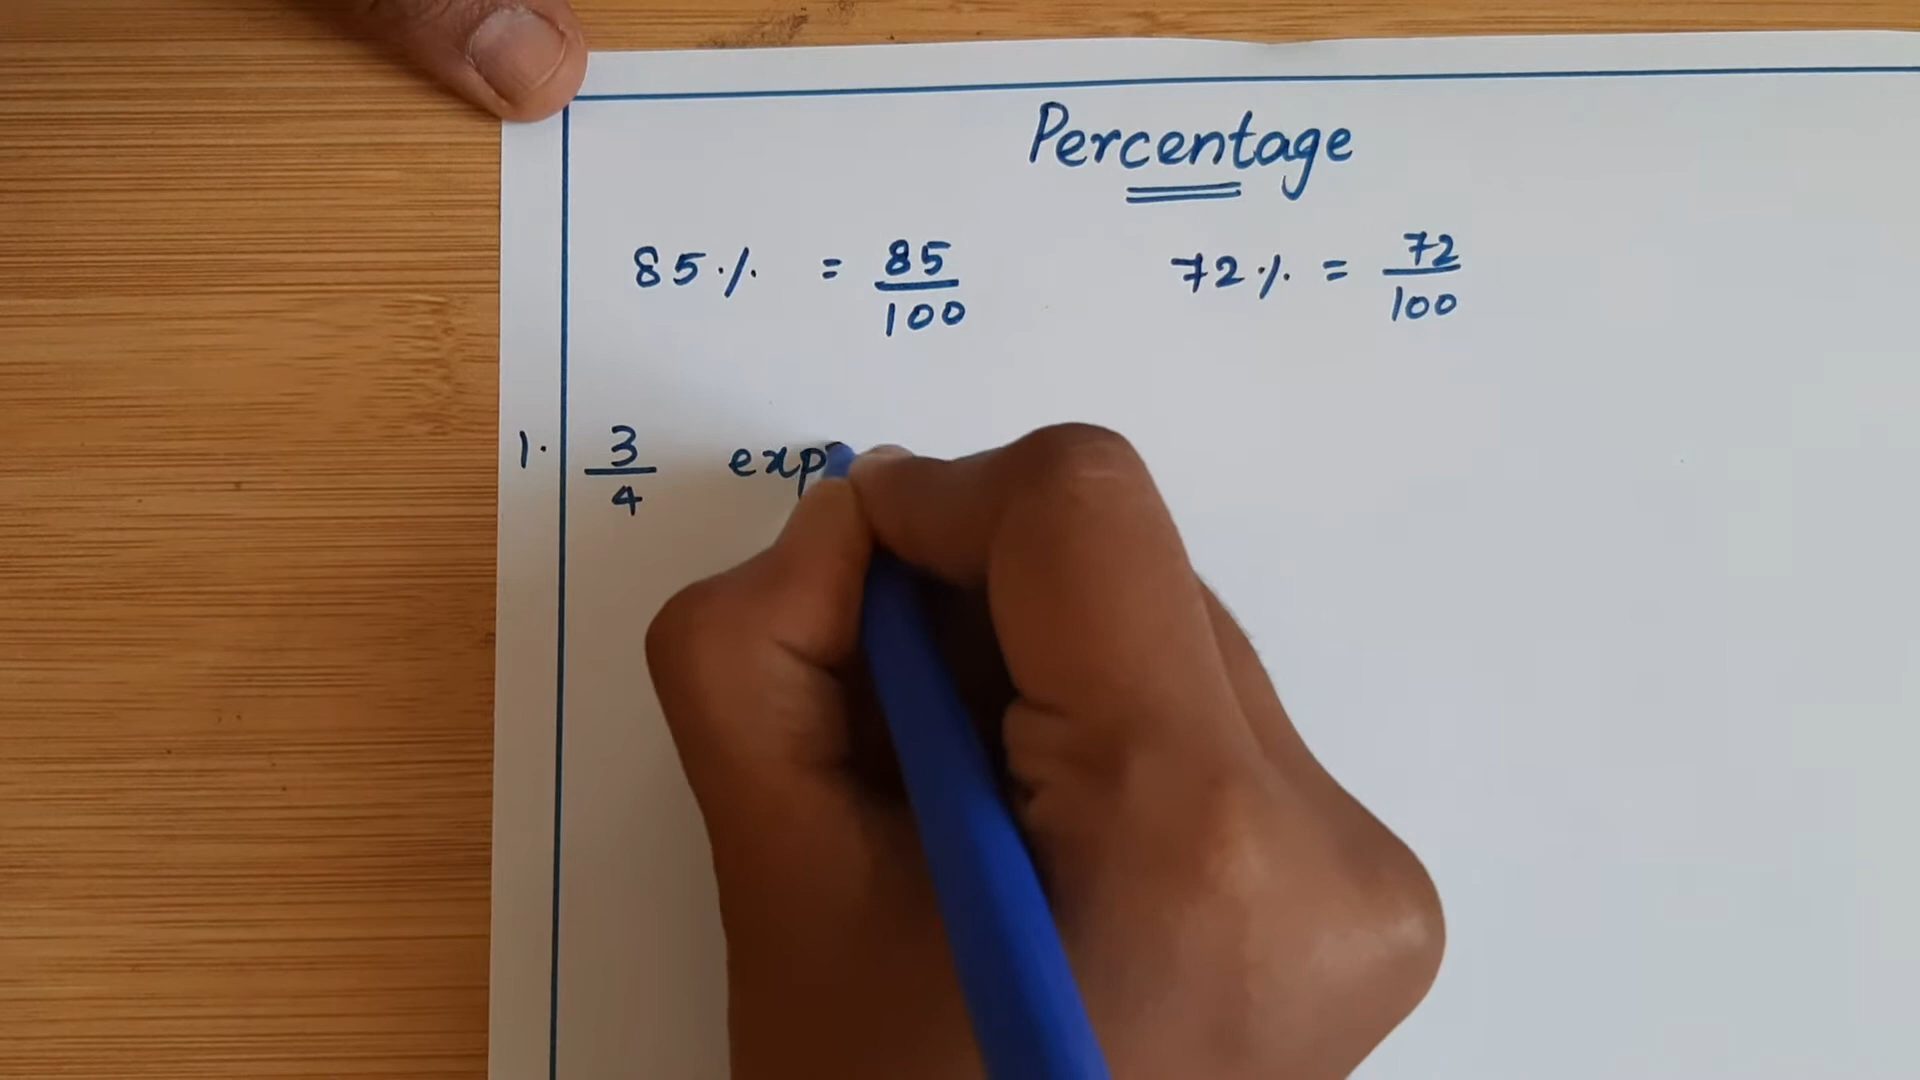 Percentage
85% = 85/100 72% = 72/100
1. 3/4 exp